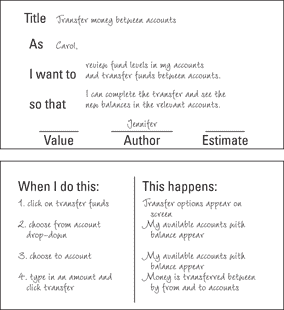 Title Transfer money between accounts
As Carol,
I want to review fund levels in my accounts
and transfer funds between accounts.
so that I can complete the transfer and see the
new balances in the relevant accounts.
Jennifer
Value Author Estimate
When I do this: This happens:
1. click on transfer funds Transfer options appear on
screen
2. choose from account My available accounts with
drop-down balance appear
3. choose to account My available accounts with
balance appear
4. type in an amount and Money is transferred between
click transfer by from and to accounts